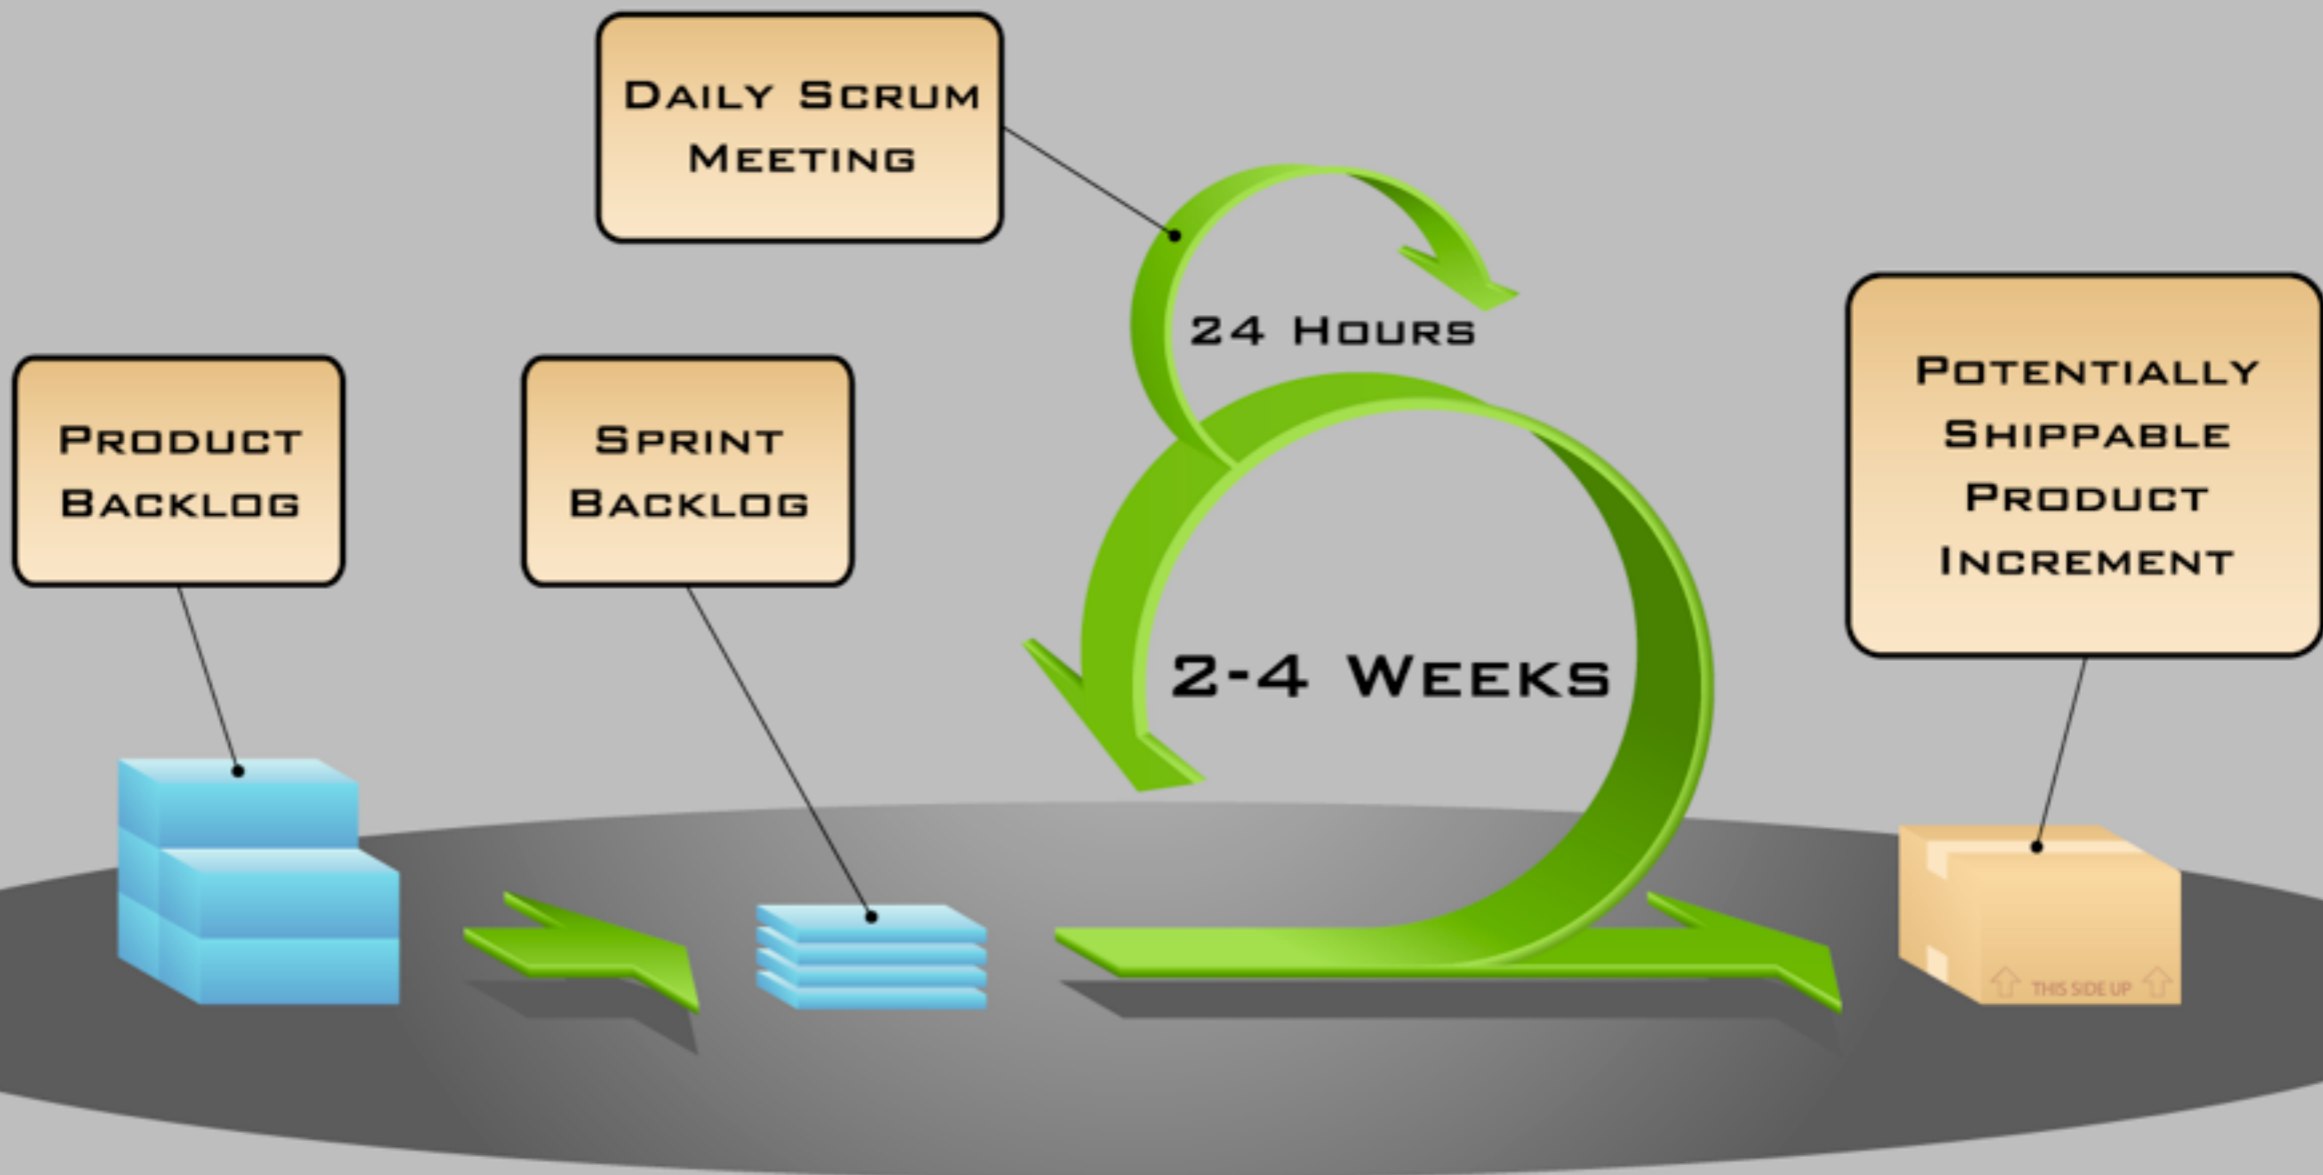 DAILY SCRUM
MEETING
24 HOURS
PRODUCT
BACKLOG
SPRINT
BACKLOG
POTENTIALLY
SHIPPABLE
PRODUCT
INCREMENT
2-4 WEEKS
THIS SIDE UP